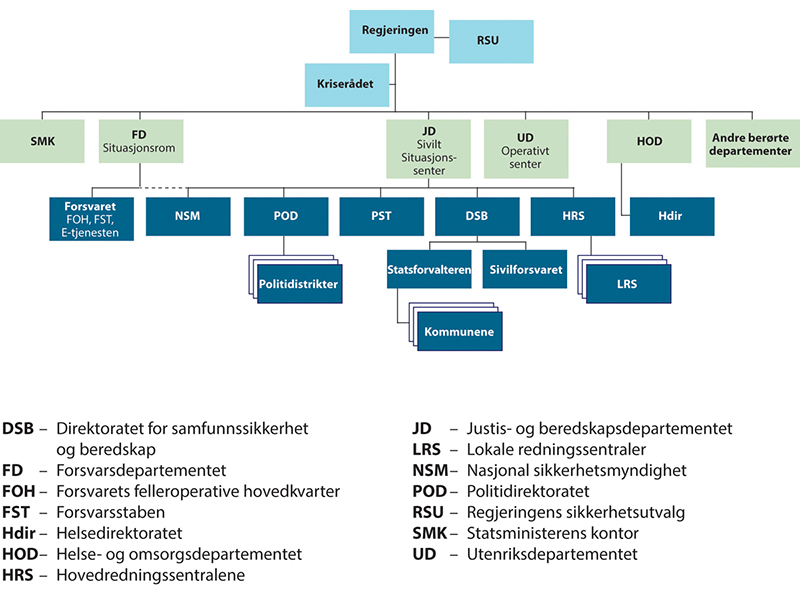 Regjeringen
RSU
Kriserådet
SMK
FD
Situasjonsrom
JD
Sivilt
Situasjons-
senter
UD
Operativt
senter
HOD
Andre berørte
departementer
Forsvaret
FOH, FST,
E-tjenesten
NSM
POD
PST
DSB
HRS
Hdir
Politidistrikter
Statsforvalteren
Sivilforsvaret
LRS
Kommunene
DSB – Direktoratet for samfunnssikkerhet
og beredskap
FD – Forsvarsdepartementet
FOH – Forsvarets felleroperative hovedkvarter
FST – Forsvarsstaben
Hdir – Helsedirektoratet
HOD – Helse- og omsorgsdepartementet
HRS – Hovedredningssentralene
JD – Justis- og beredskapsdepartementet
LRS – Lokale redningssentraler
NSM – Nasjonal sikkerhetsmyndighet
POD – Politidirektoratet
RSU – Regjeringens sikkerhetsutvalg
SMK – Statsministerens kontor
UD – Utenriksdepartementet